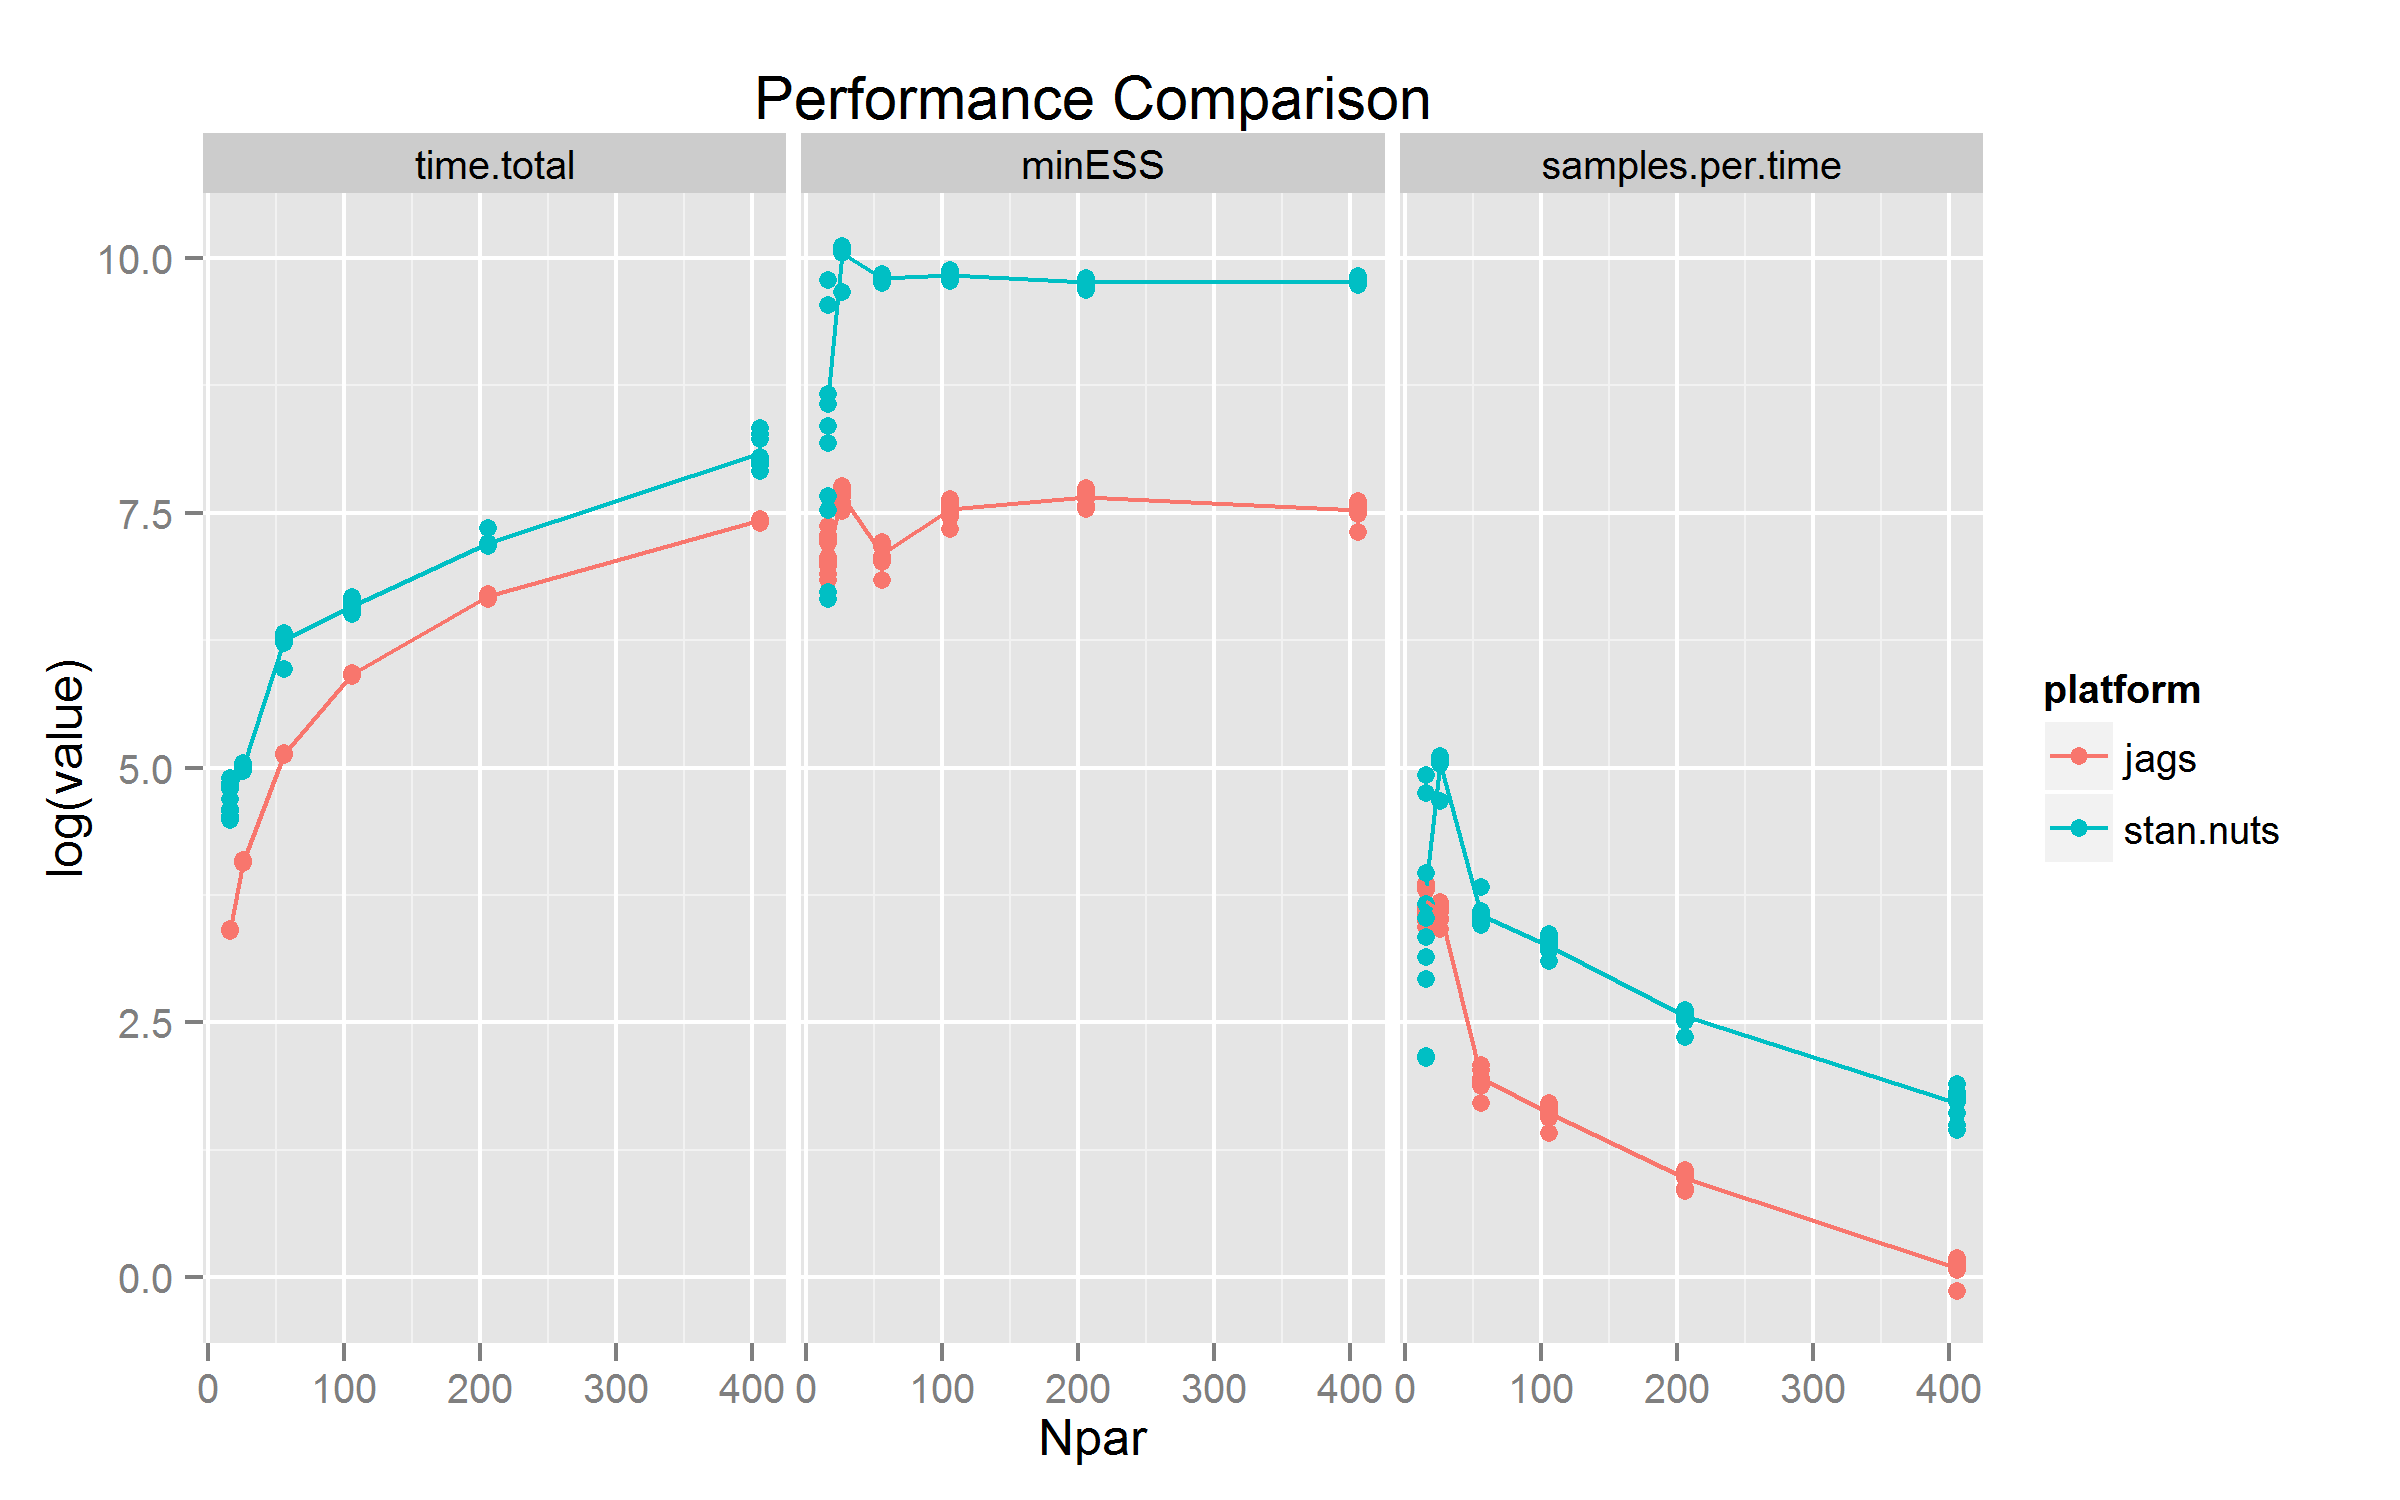 Performance Comparison
time.total minESS samples.per.time
10.0
7.5
5.0
2.5
0.0
log(value)
0 100 200 300 400 0 100 200 300 400 0 100 200 300 400
Npar
platform
jags
stan.nuts